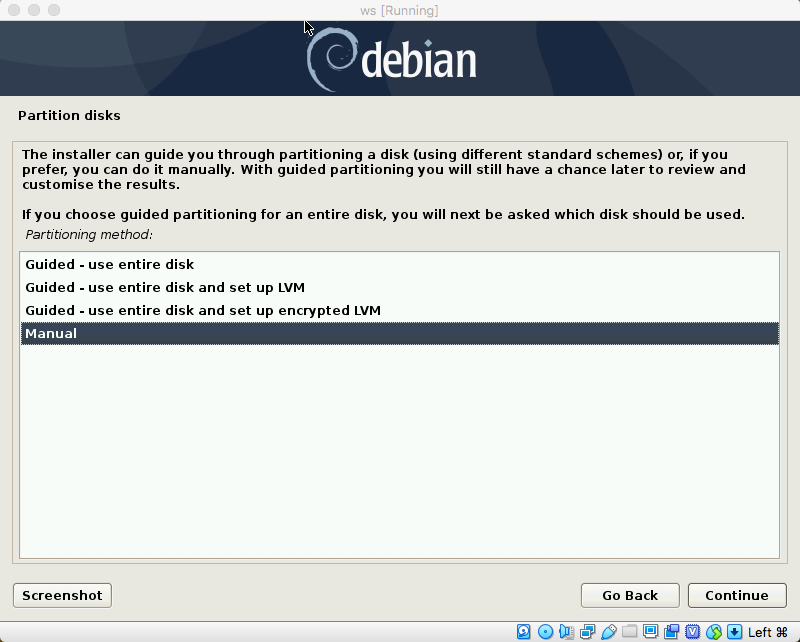 ws [Running]
debian
Partition disks
The installer can guide you through partitioning a disk (using different standard schemes) or, if you
prefer, you can do it manually. With guided partitioning you will still have a chance later to review and
customise the results.
If you choose guided partitioning for an entire disk, you will next be asked which disk should be used.
Partitioning method:
Guided - use entire disk
Guided - use entire disk and set up LVM
Guided - use entire disk and set up encrypted LVM
Manual
Screenshot
Go Back
Continue
Left ⌘